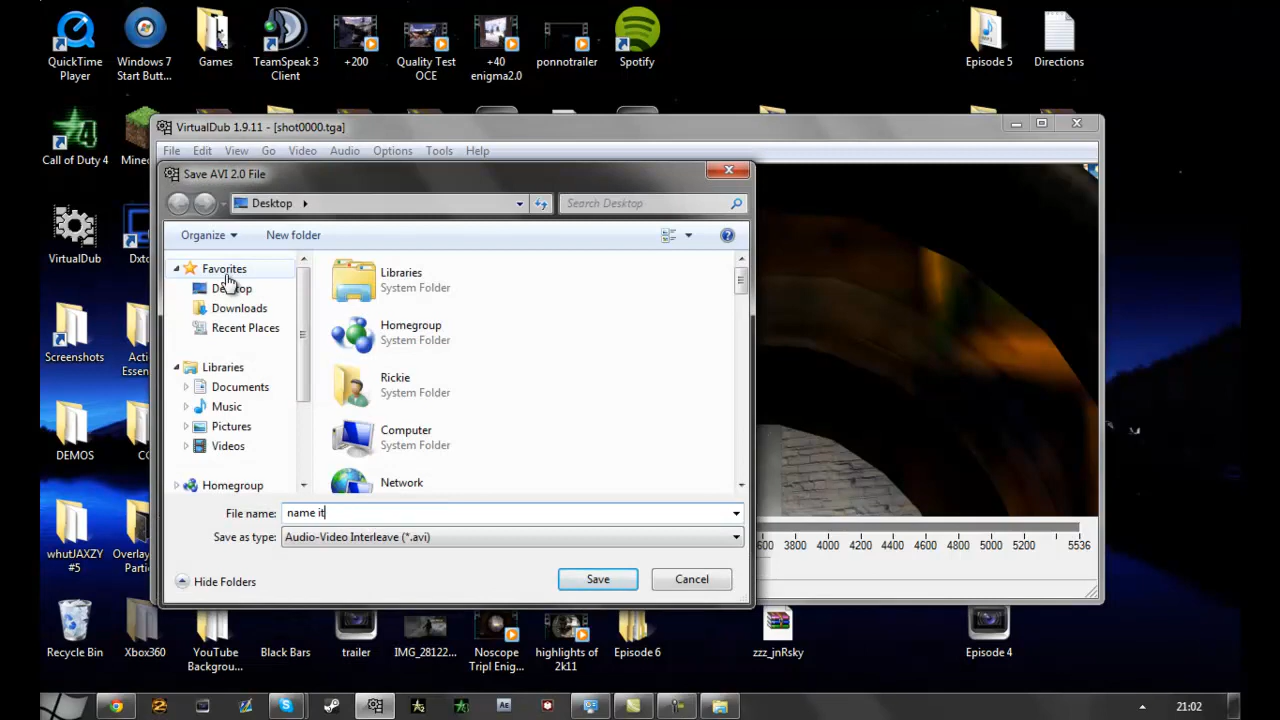 QuickTime Player
Windows 7 Start Butt...
Games
TeamSpeak 3 Client
+200
Quality Test OCE
+40 enigma2.0
ponnotrailer
Spotify
Episode 5
Directions
Call of Duty 4
VirtualDub
Screenshots
DEMOS
whutJAXZY #5
VirtualDub 1.9.11 - [shot0000.tga]
File Edit View Go Video Audio Options Tools Help
Save AVI 2.0 File
Desktop
Search Desktop
Organize New folder
Favorites
Desktop
Downloads
Recent Places
Libraries
Documents
Music
Pictures
Videos
Homegroup
Libraries
System Folder
Homegroup
System Folder
Rickie
System Folder
Computer
System Folder
Network
File name: name it
Save as type: Audio-Video Interleave (*.avi)
Hide Folders
Save Cancel
3800 4000 4200 4400 4600 4800 5000 5200 5536
Recycle Bin
Xbox360
YouTube Backgrou...
Black Bars
trailer
IMG_28122...
Noscope Tripl Enig...
highlights of 2k11
Episode 6
zzz_jnRsky
Episode 4
21:02